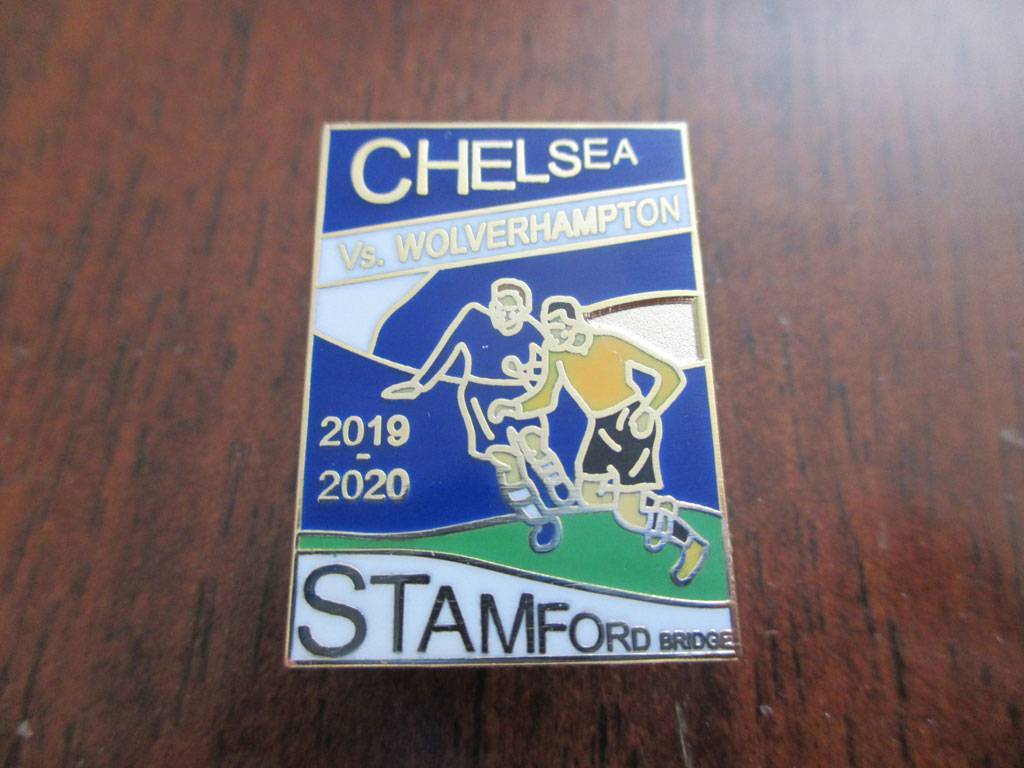 CHELSEA
Vs. WOLVERHAMPTON
2019
-
2020
STAMFORD BRIDGE